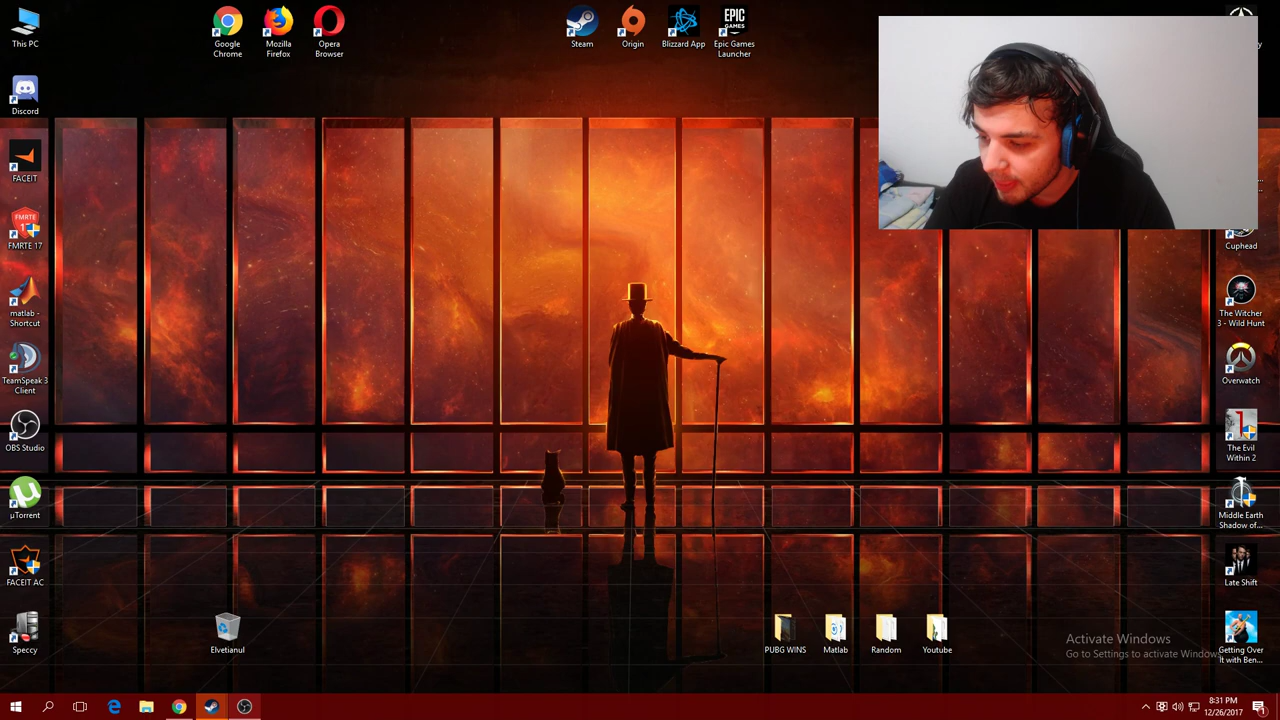 This PC
Google
Chrome
Mozilla
Firefox
Opera
Browser
Steam
Origin
Blizzard App
EPIC
GAMES
Epic Games
Launcher
Discord
FACEIT
FMRTE
FMRTE 17
matlab -
Shortcut
TeamSpeak 3
Client
OBS Studio
µTorrent
FACEIT AC
Speccy
Elvetianul
PUBG WINS
Matlab
Random
Youtube
Cuphead
The Witcher
3 - Wild Hunt
Overwatch
The Evil
Within 2
Middle Earth
Shadow of...
Late Shift
Getting Over
It with Ben...
Activate Windows
Go to Settings to activate Windows
8:31 PM
12/26/2017
1